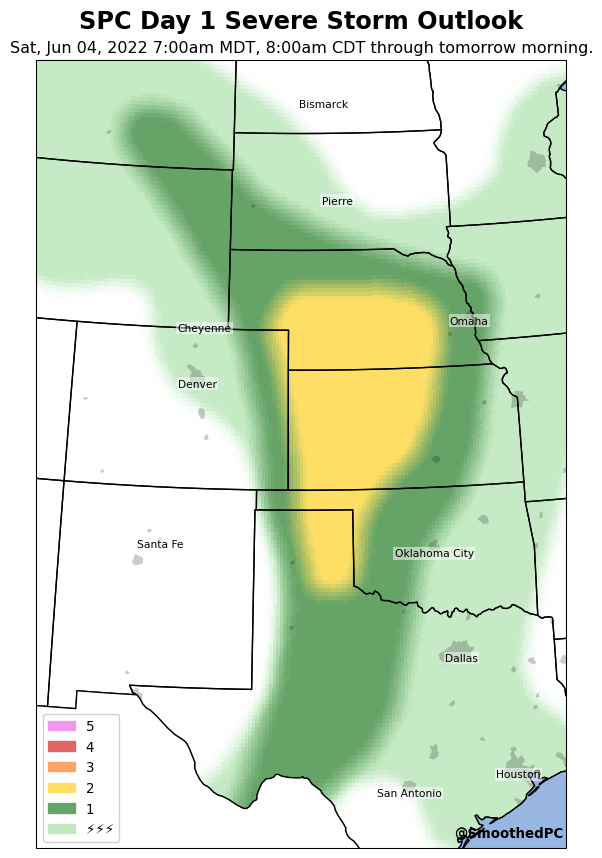 SPC Day 1 Severe Storm Outlook
Sat, Jun 04, 2022 7:00am MDT, 8:00am CDT through tomorrow morning.
Bismarck
Pierre
Cheyenne
Omaha
Denver
Santa Fe
Oklahoma City
Dallas
Houston
San Antonio
5
4
3
2
1
⚡⚡⚡
@SmoothedPC